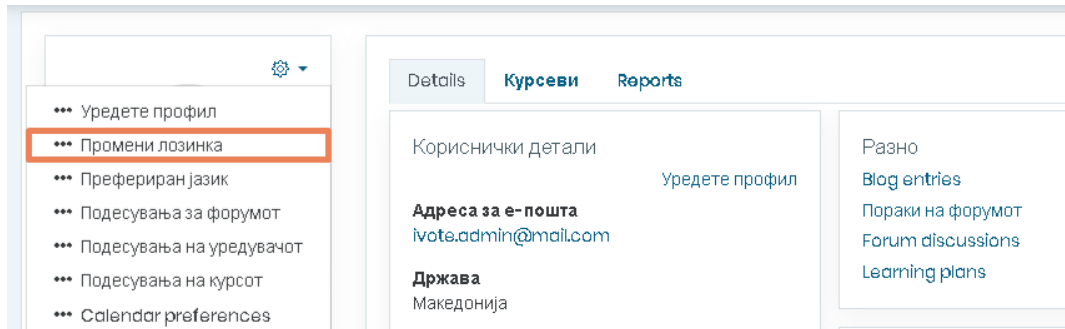 Уредете профил
Промени лозинка
Префериран јазик
Подесувања за форумот
Подесувања на уредувачот
Подесувања на курсот
Calendar preferences
Details Курсеви Reports
Кориснички детали
Уредете профил
Адреса за е-пошта
ivote.admin@mail.com
Држава
Македонија
Разно
Blog entries
Пораки на форумот
Forum discussions
Learning plans